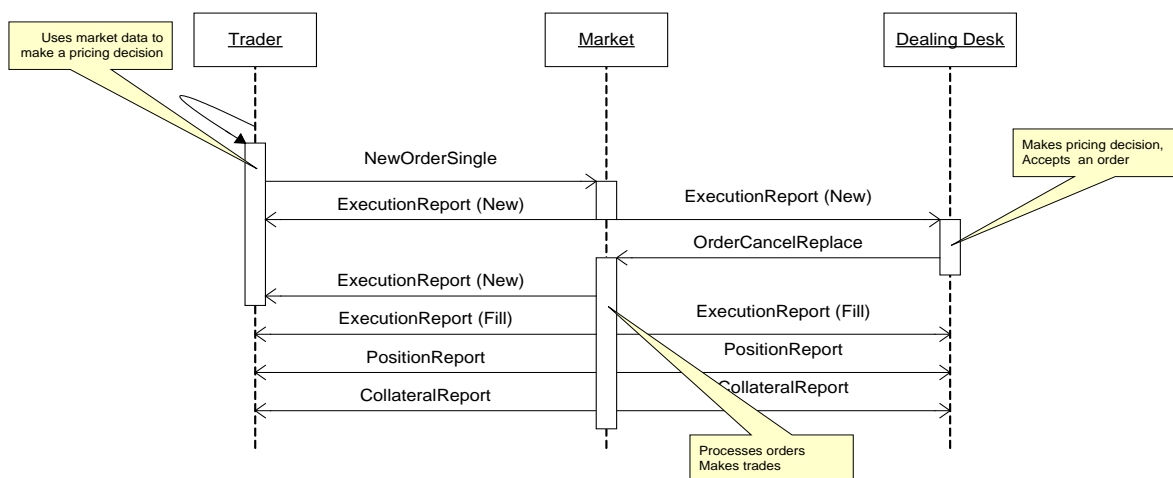 Uses market data to
make a pricing decision
Trader
Market
Dealing Desk
Makes pricing decision,
Accepts an order
NewOrderSingle
ExecutionReport (New)
ExecutionReport (New)
OrderCancelReplace
ExecutionReport (New)
ExecutionReport (Fill)
ExecutionReport (Fill)
PositionReport
PositionReport
CollateralReport
CollateralReport
Processes orders
Makes trades